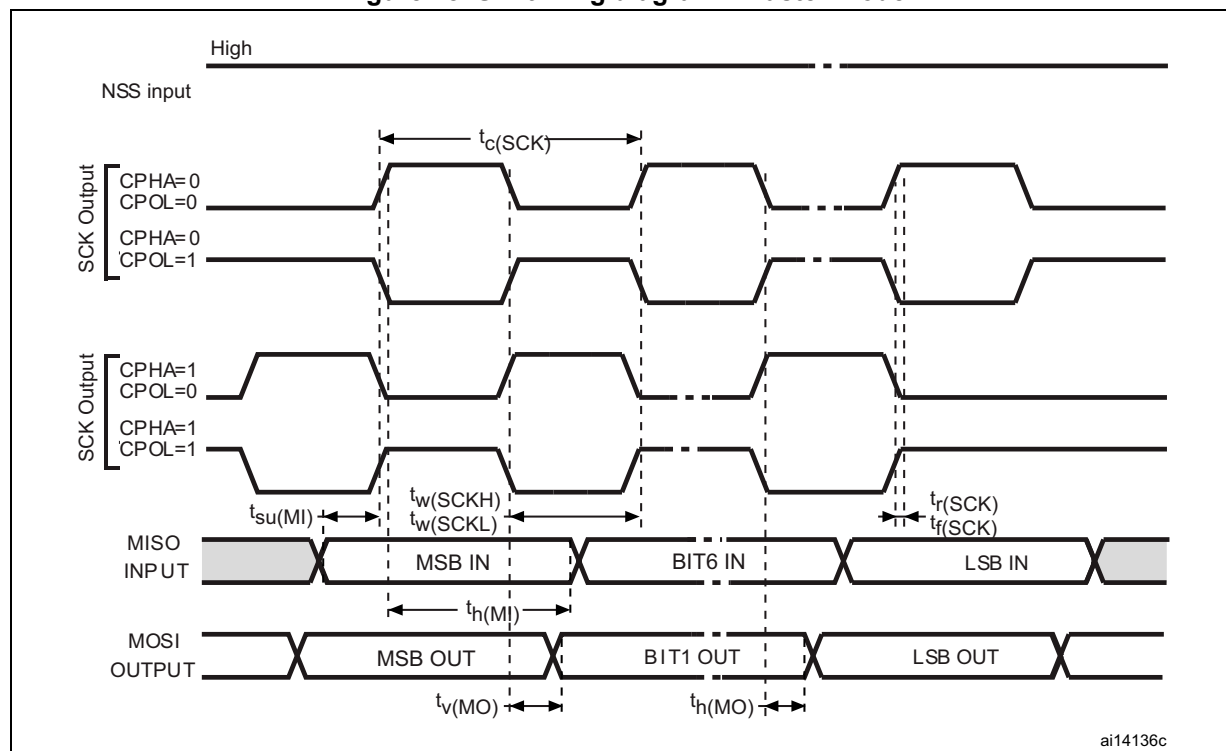 High
NSS input
tc(SCK)
SCK Output
CPHA=0
CPOL=0
CPHA=0
CPOL=1
SCK Output
CPHA=1
CPOL=0
CPHA=1
CPOL=1
tsu(MI)
tw(SCKH)
tw(SCKL)
tr(SCK)
tf(SCK)
MISO
INPUT
MSB IN
BIT6 IN
LSB IN
th(MI)
MOSI
OUTPUT
MSB OUT
BIT1 OUT
LSB OUT
tv(MO)
th(MO)
ai14136c